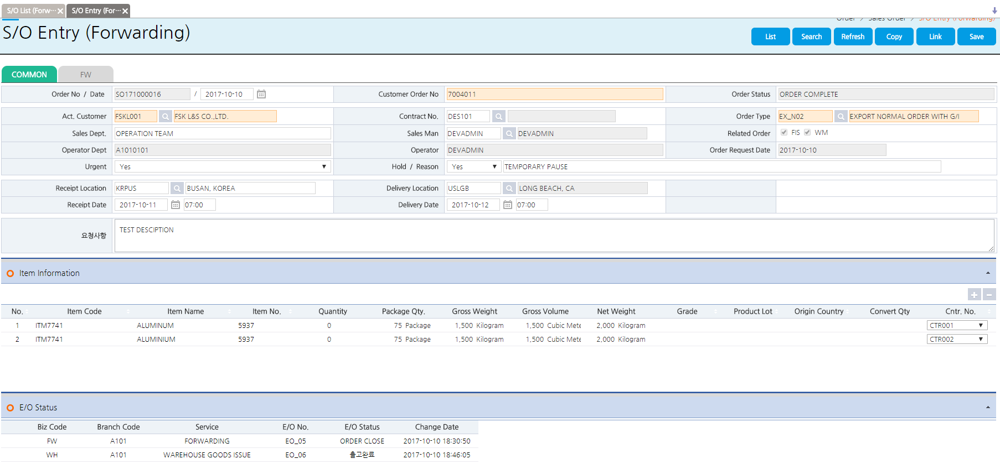 S/O List (Forw··· ✕ S/O Entry (For··· ✕
Order > Sales Order > S/O Entry (Forwarding)
S/O Entry (Forwarding)
List Search Refresh Copy Link Save
COMMON FW
Order No / Date SO171000016 / 2017-10-10 Customer Order No 7004011 Order Status ORDER COMPLETE
Act. Customer FSKL001 FSK L&S CO.,LTD. Contract No. DES101 Order Type EX_N02 EXPORT NORMAL ORDER WITH G/I
Sales Dept. OPERATION TEAM Sales Man DEVADMIN DEVADMIN Related Order FIS WM
Operator Dept A1010101 Operator DEVADMIN Order Request Date 2017-10-10
Urgent Yes Hold / Reason Yes TEMPORARY PAUSE
Receipt Location KRPUS BUSAN, KOREA Delivery Location USLGB LONG BEACH, CA
Receipt Date 2017-10-11 07:00 Delivery Date 2017-10-12 07:00
요청사항 TEST DESCIPTION
Item Information
No. Item Code Item Name Item No. Quantity Package Qty. Gross Weight Gross Volume Net Weight Grade Product Lot Origin Country Convert Qty Cntr. No.
1 ITM7741 ALUMINUM 5937 0 75 Package 1,500 Kilogram 1,500 Cubic Mete 2,000 Kilogram CTR001
2 ITM7741 ALUMINIUM 5937 0 75 Package 1,500 Kilogram 1,500 Cubic Mete 2,000 Kilogram CTR002
E/O Status
Biz Code Branch Code Service E/O No. E/O Status Change Date
FW A101 FORWARDING EO_05 ORDER CLOSE 2017-10-10 18:30:50
WH A101 WAREHOUSE GOODS ISSUE EO_06 출고완료 2017-10-10 18:46:05